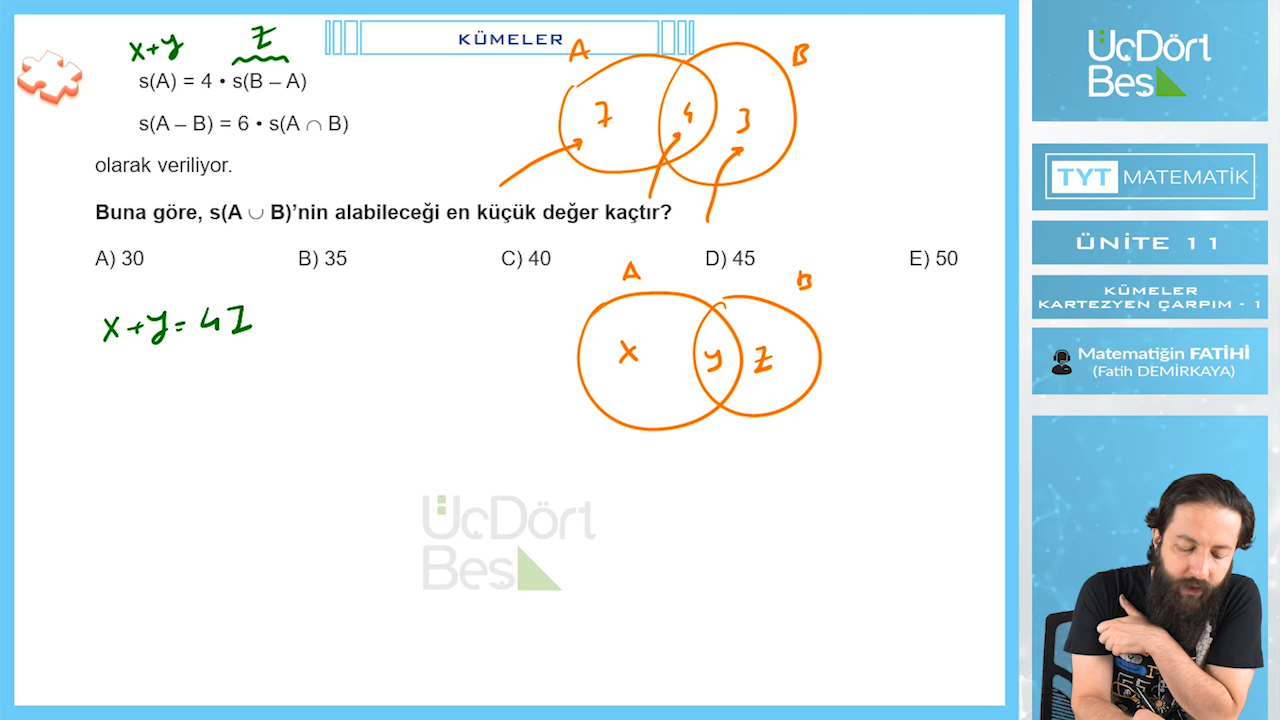 KÜMELER
x+y
z
s(A) = 4 • s(B – A)
s(A – B) = 6 • s(A ∩ B)
olarak veriliyor.
Buna göre, s(A ∪ B)'nin alabileceği en küçük değer kaçtır?
A) 30 B) 35 C) 40 D) 45 E) 50
x+y=4z
A B
7 4 3
A B
x y z
ÜçDört
Beş
ÜçDört
Beş
TYT MATEMATİK
ÜNİTE 11
KÜMELER
KARTEZYEN ÇARPIM - 1
Matematiğin FATİHİ
(Fatih DEMİRKAYA)